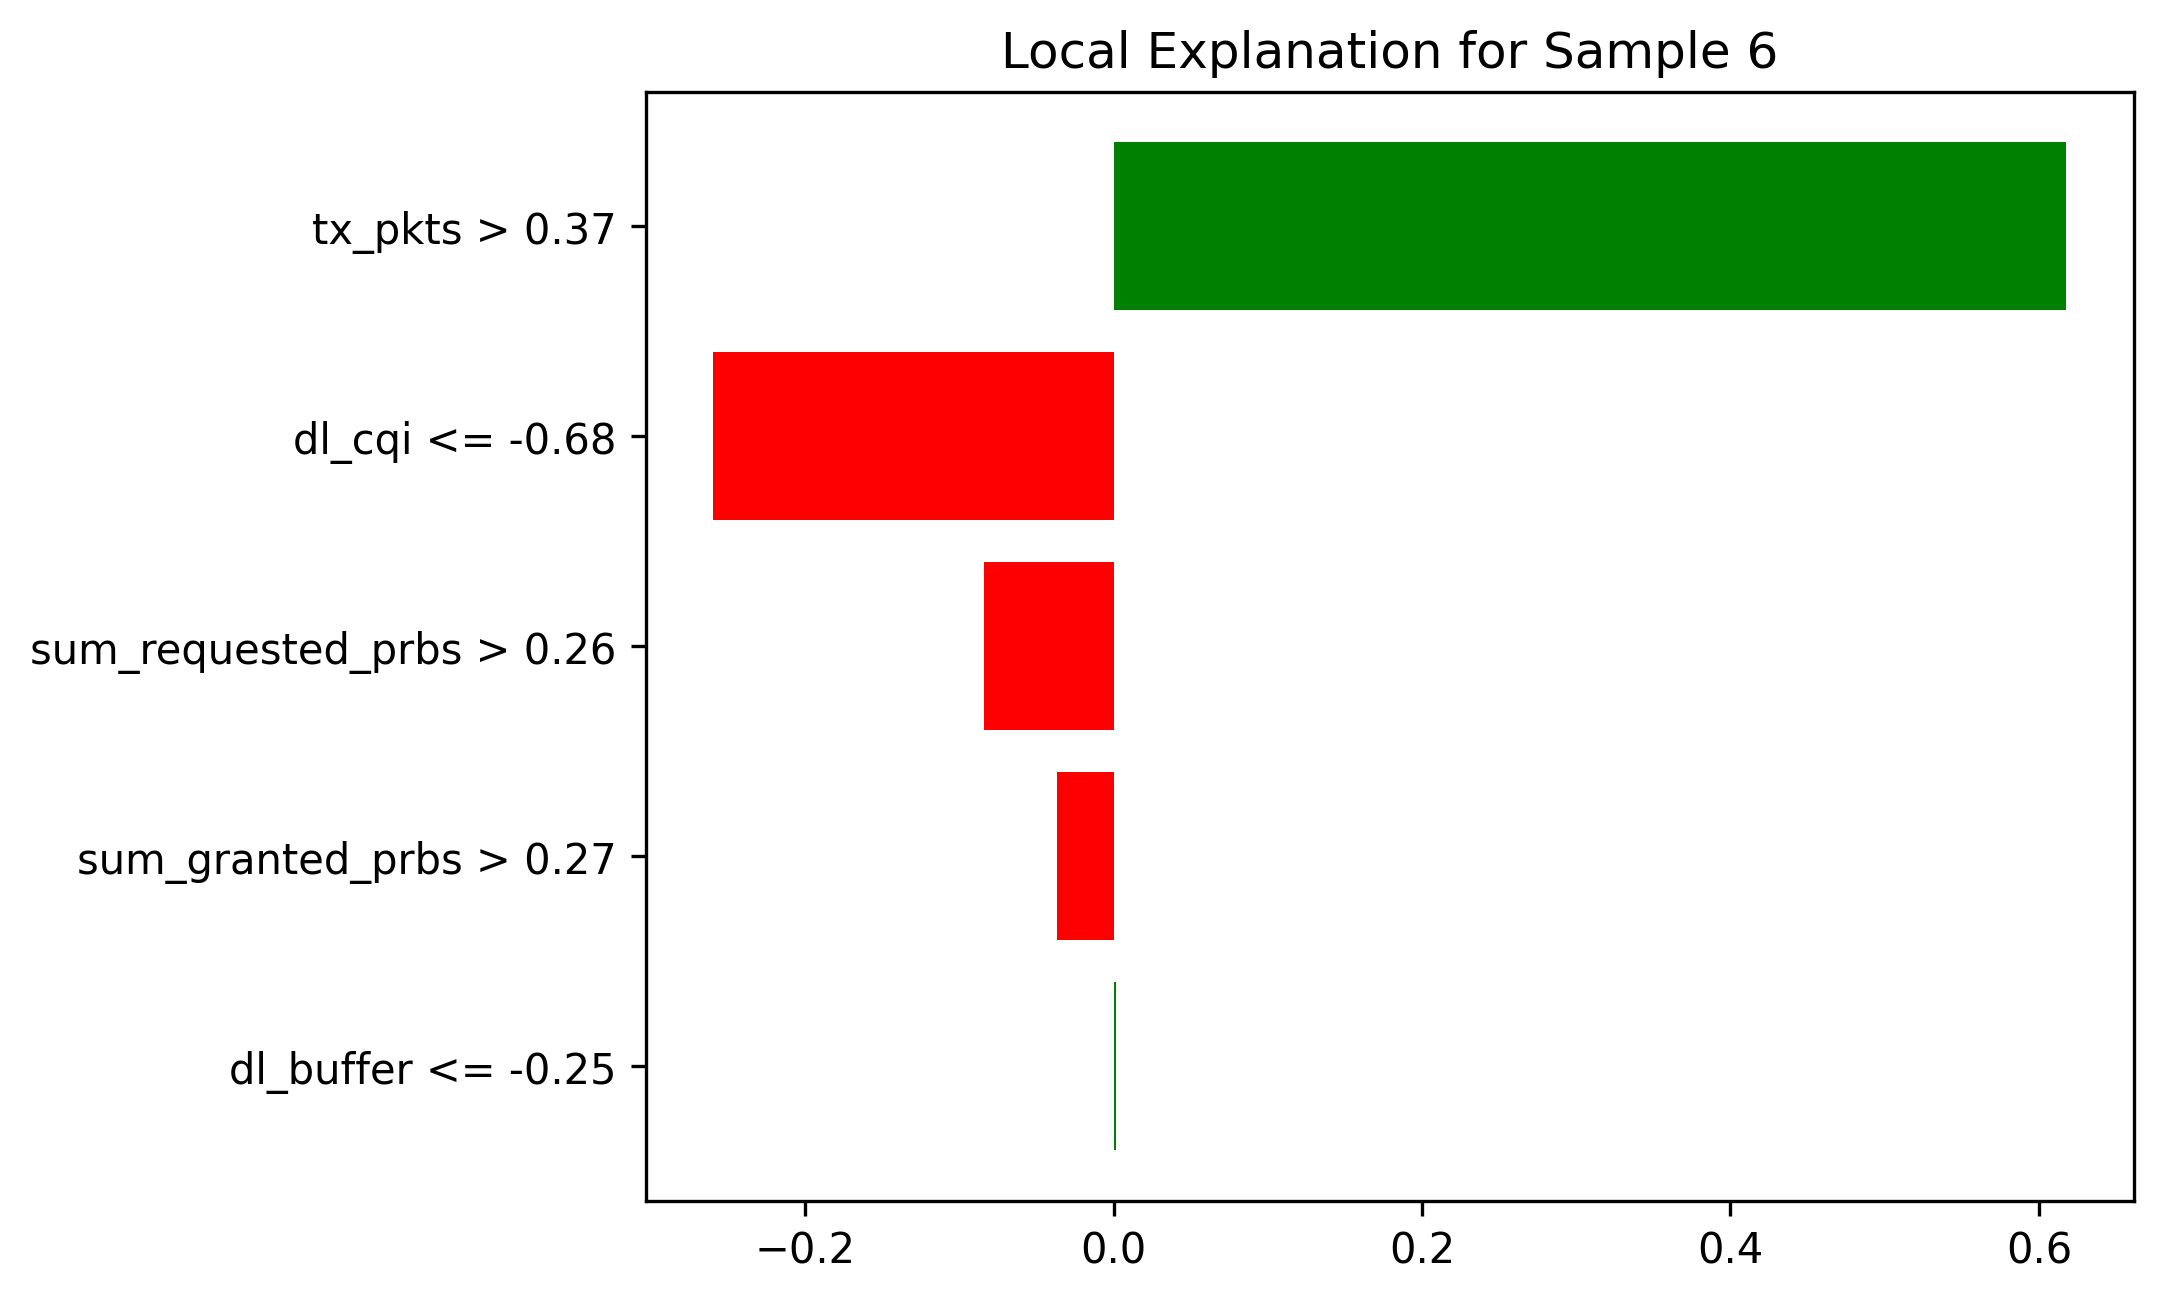 Local Explanation for Sample 6
tx_pkts > 0.37
dl_cqi <= -0.68
sum_requested_prbs > 0.26
sum_granted_prbs > 0.27
dl_buffer <= -0.25
−0.2 0.0 0.2 0.4 0.6